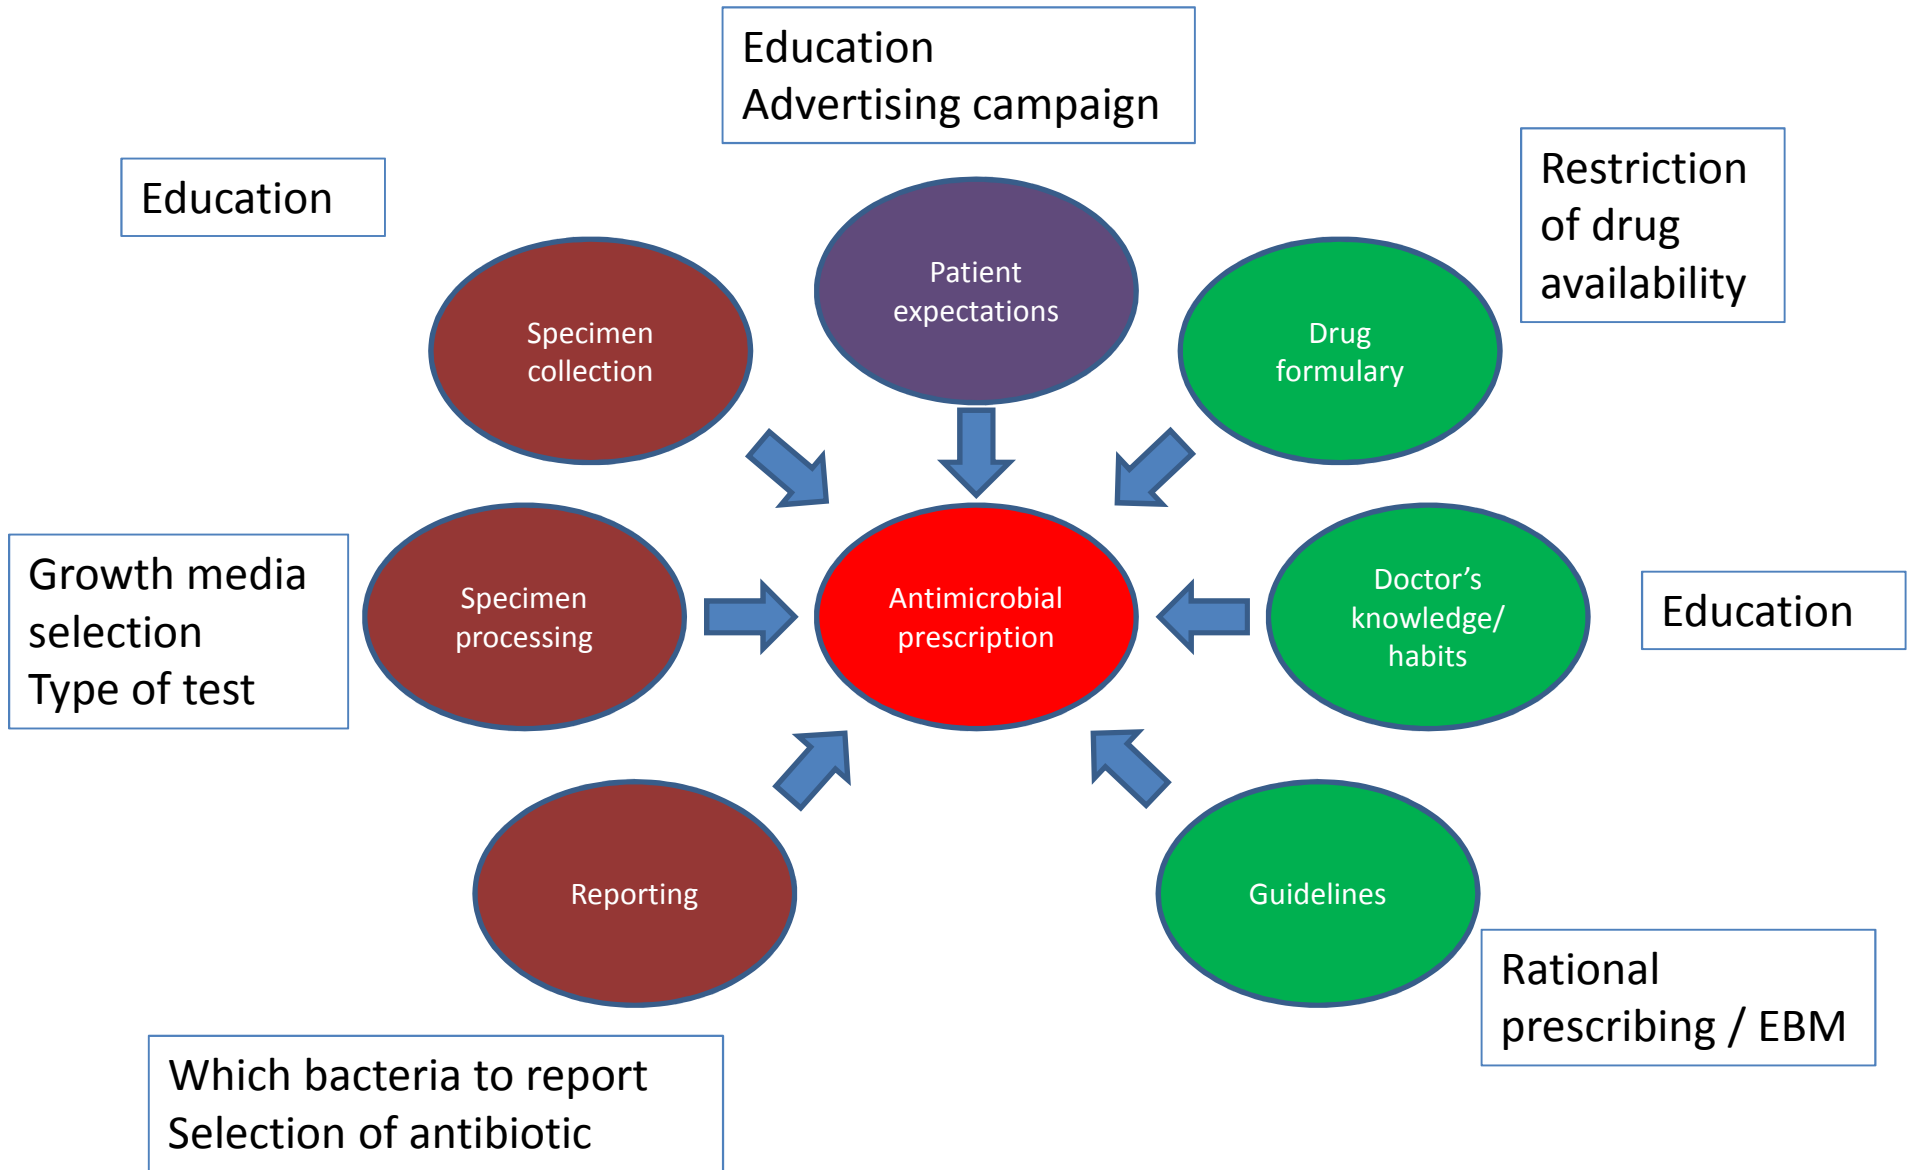 Education
Advertising campaign
Education
Restriction
of drug
availability
Patient
expectations
Specimen
collection
Drug
formulary
Growth media
selection
Type of test
Specimen
processing
Antimicrobial
prescription
Doctor’s
knowledge/
habits
Education
Reporting
Guidelines
Rational
prescribing / EBM
Which bacteria to report
Selection of antibiotic